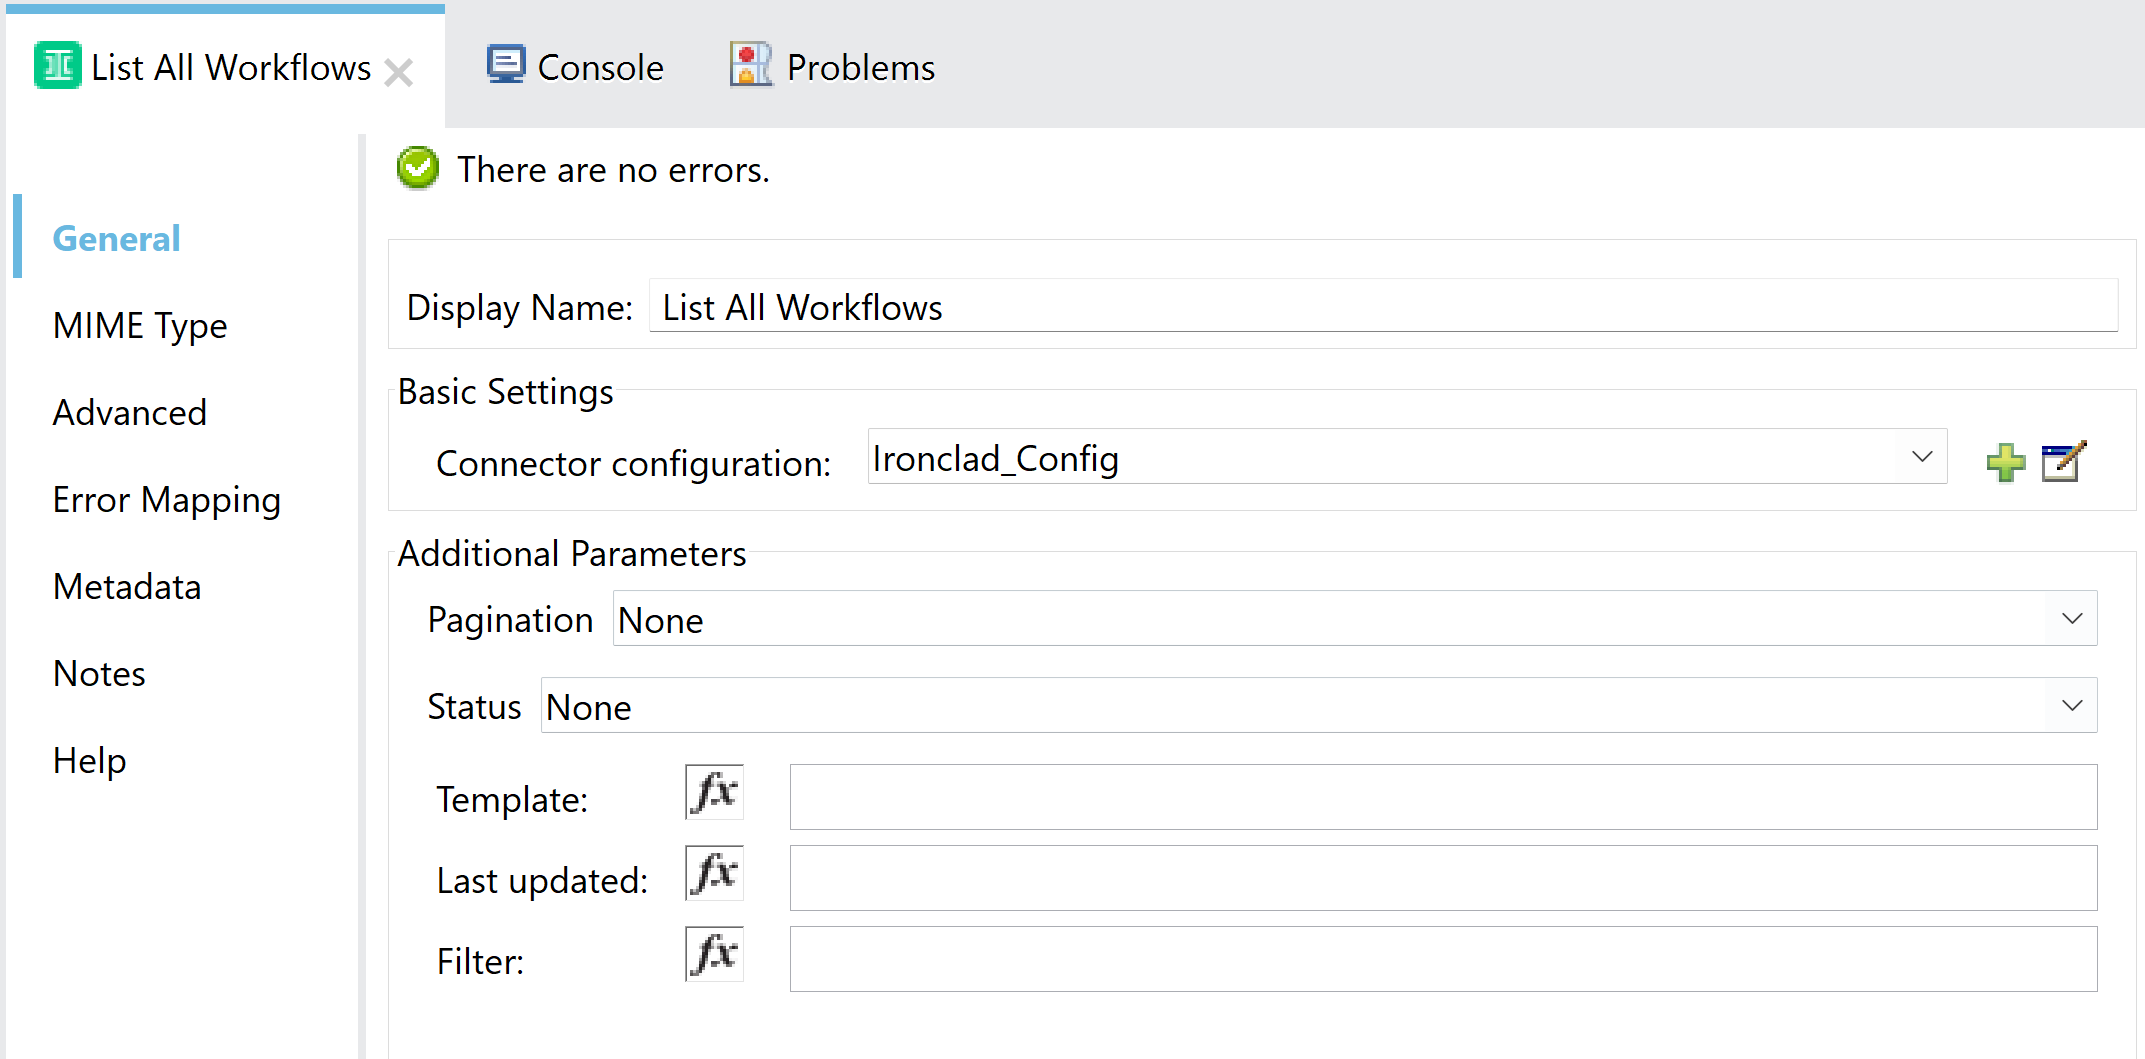 List All Workflows
Console
Problems
There are no errors.
General
MIME Type
Advanced
Error Mapping
Metadata
Notes
Help
Display Name: List All Workflows
Basic Settings
Connector configuration: Ironclad_Config
Additional Parameters
Pagination None
Status None
Template: fx
Last updated: fx
Filter: fx